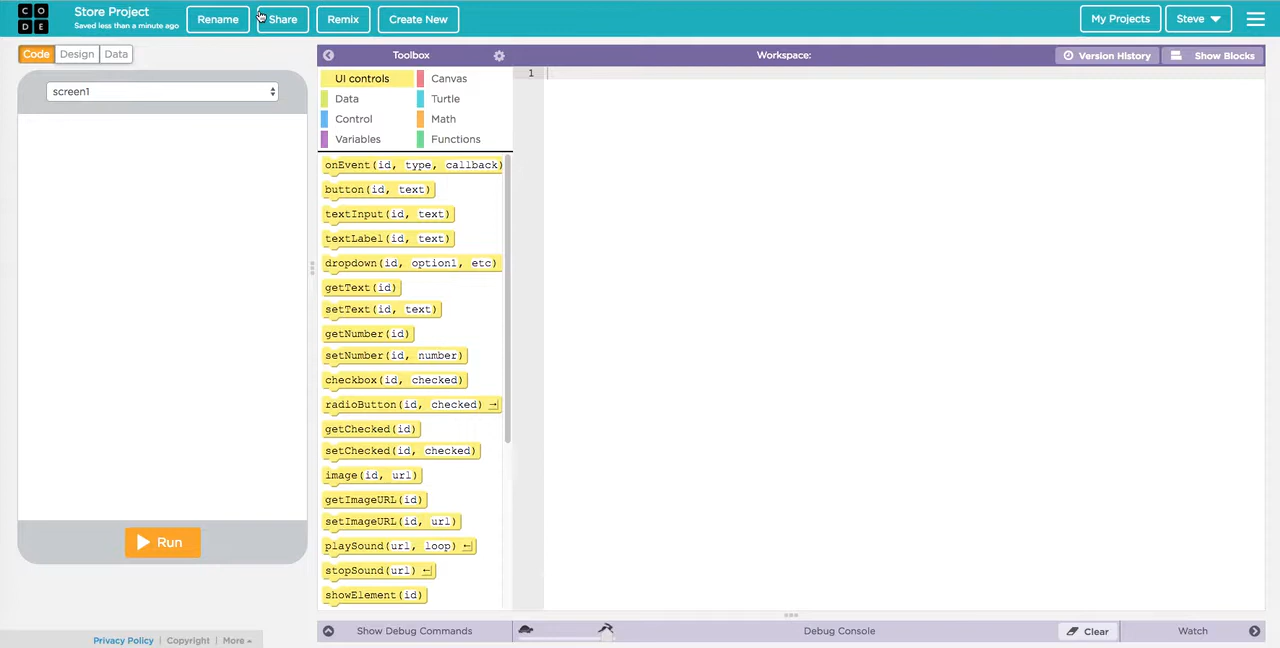 C O
D E
Store Project
Saved less than a minute ago
Rename
Share
Remix
Create New
My Projects
Steve
Code
Design
Data
Toolbox
Workspace:
Version History
Show Blocks
screen1
UI controls
Canvas
Data
Turtle
Control
Math
Variables
Functions
1
onEvent(id, type, callback)
button(id, text)
textInput(id, text)
textLabel(id, text)
dropdown(id, option1, etc)
getText(id)
setText(id, text)
getNumber(id)
setNumber(id, number)
checkbox(id, checked)
radioButton(id, checked)
getChecked(id)
setChecked(id, checked)
image(id, url)
getImageURL(id)
setImageURL(id, url)
playSound(url, loop)
stopSound(url)
showElement(id)
Run
Show Debug Commands
Debug Console
Clear
Watch
Privacy Policy | Copyright | More